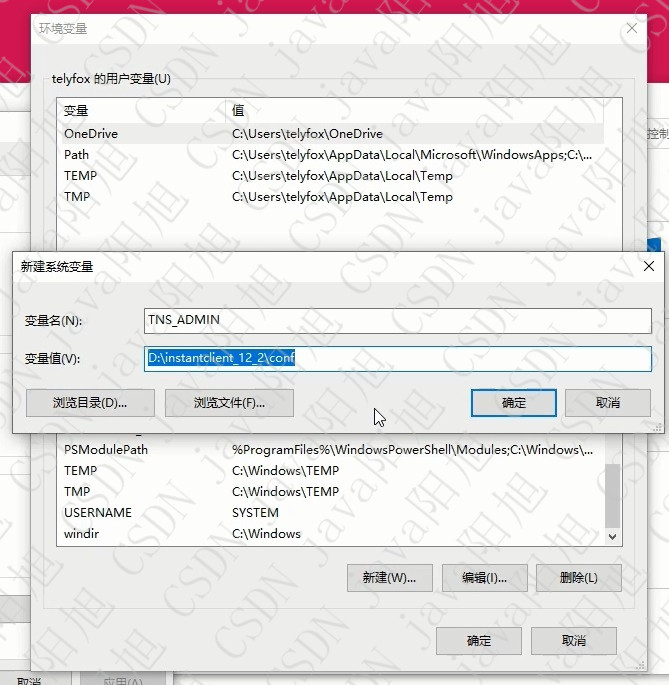 环境变量
telyfox 的用户变量(U)
变量 值
OneDrive C:\Users\telyfox\OneDrive
Path C:\Users\telyfox\AppData\Local\Microsoft\WindowsApps;C:\...
TEMP C:\Users\telyfox\AppData\Local\Temp
TMP C:\Users\telyfox\AppData\Local\Temp
控制
新建系统变量
变量名(N): TNS_ADMIN
变量值(V): D:\instantclient_12_2\conf
浏览目录(D)... 浏览文件(F)... 确定 取消
PSModulePath %ProgramFiles%\WindowsPowerShell\Modules;C:\Windows\...
TEMP C:\Windows\TEMP
TMP C:\Windows\TEMP
USERNAME SYSTEM
windir C:\Windows
新建(W)... 编辑(I)... 删除(L)
确定 取消
取消 应用(A)
CSDN java阳旭